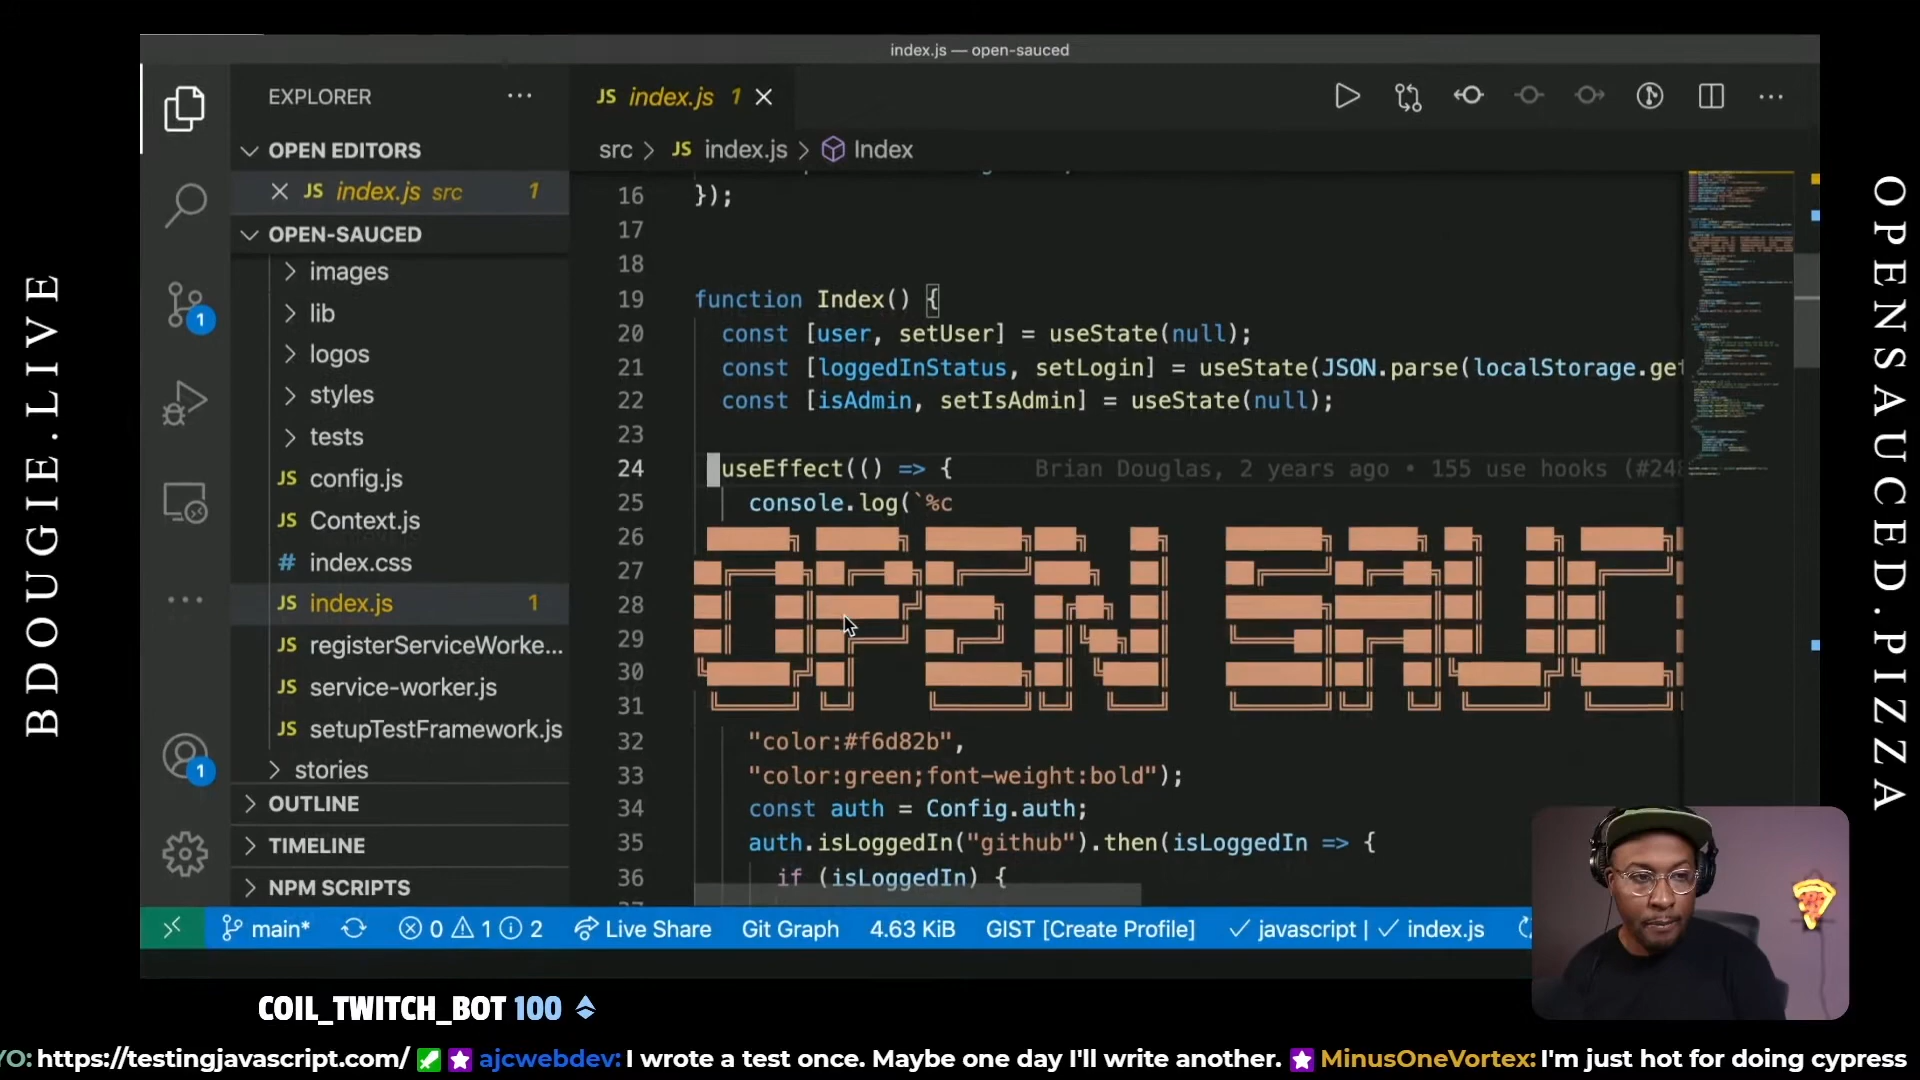 index.js — open-sauced
EXPLORER
index.js 1
OPEN EDITORS
JS index.js src 1
src > JS index.js > Index
OPEN-SAUCED
images
lib
logos
styles
tests
JS config.js
JS Context.js
# index.css
JS index.js 1
JS registerServiceWorke...
JS service-worker.js
JS setupTestFramework.js
stories
OUTLINE
TIMELINE
NPM SCRIPTS
1
1
16 });
17
18
19 function Index() {
20 const [user, setUser] = useState(null);
21 const [loggedInStatus, setLogin] = useState(JSON.parse(localStorage.get
22 const [isAdmin, setIsAdmin] = useState(null);
23
24 useEffect(() => { Brian Douglas, 2 years ago • 155 use hooks (#248
25 console.log(`%c
26
27
28 OPEN SAUC
29
30
31
32 "color:#f6d82b",
33 "color:green;font-weight:bold");
34 const auth = Config.auth;
35 auth.isLoggedIn("github").then(isLoggedIn => {
36 if (isLoggedIn) {
main* 0 1 2 Live Share Git Graph 4.63 KiB GIST [Create Profile] ✓ javascript | ✓ index.js
BDOUGIE.LIVE
OPENSAUCED.PIZZA
COIL_TWITCH_BOT 100
YO: https://testingjavascript.com/ ajcwebdev: I wrote a test once. Maybe one day I'll write another. MinusOneVortex: I'm just hot for doing cypress